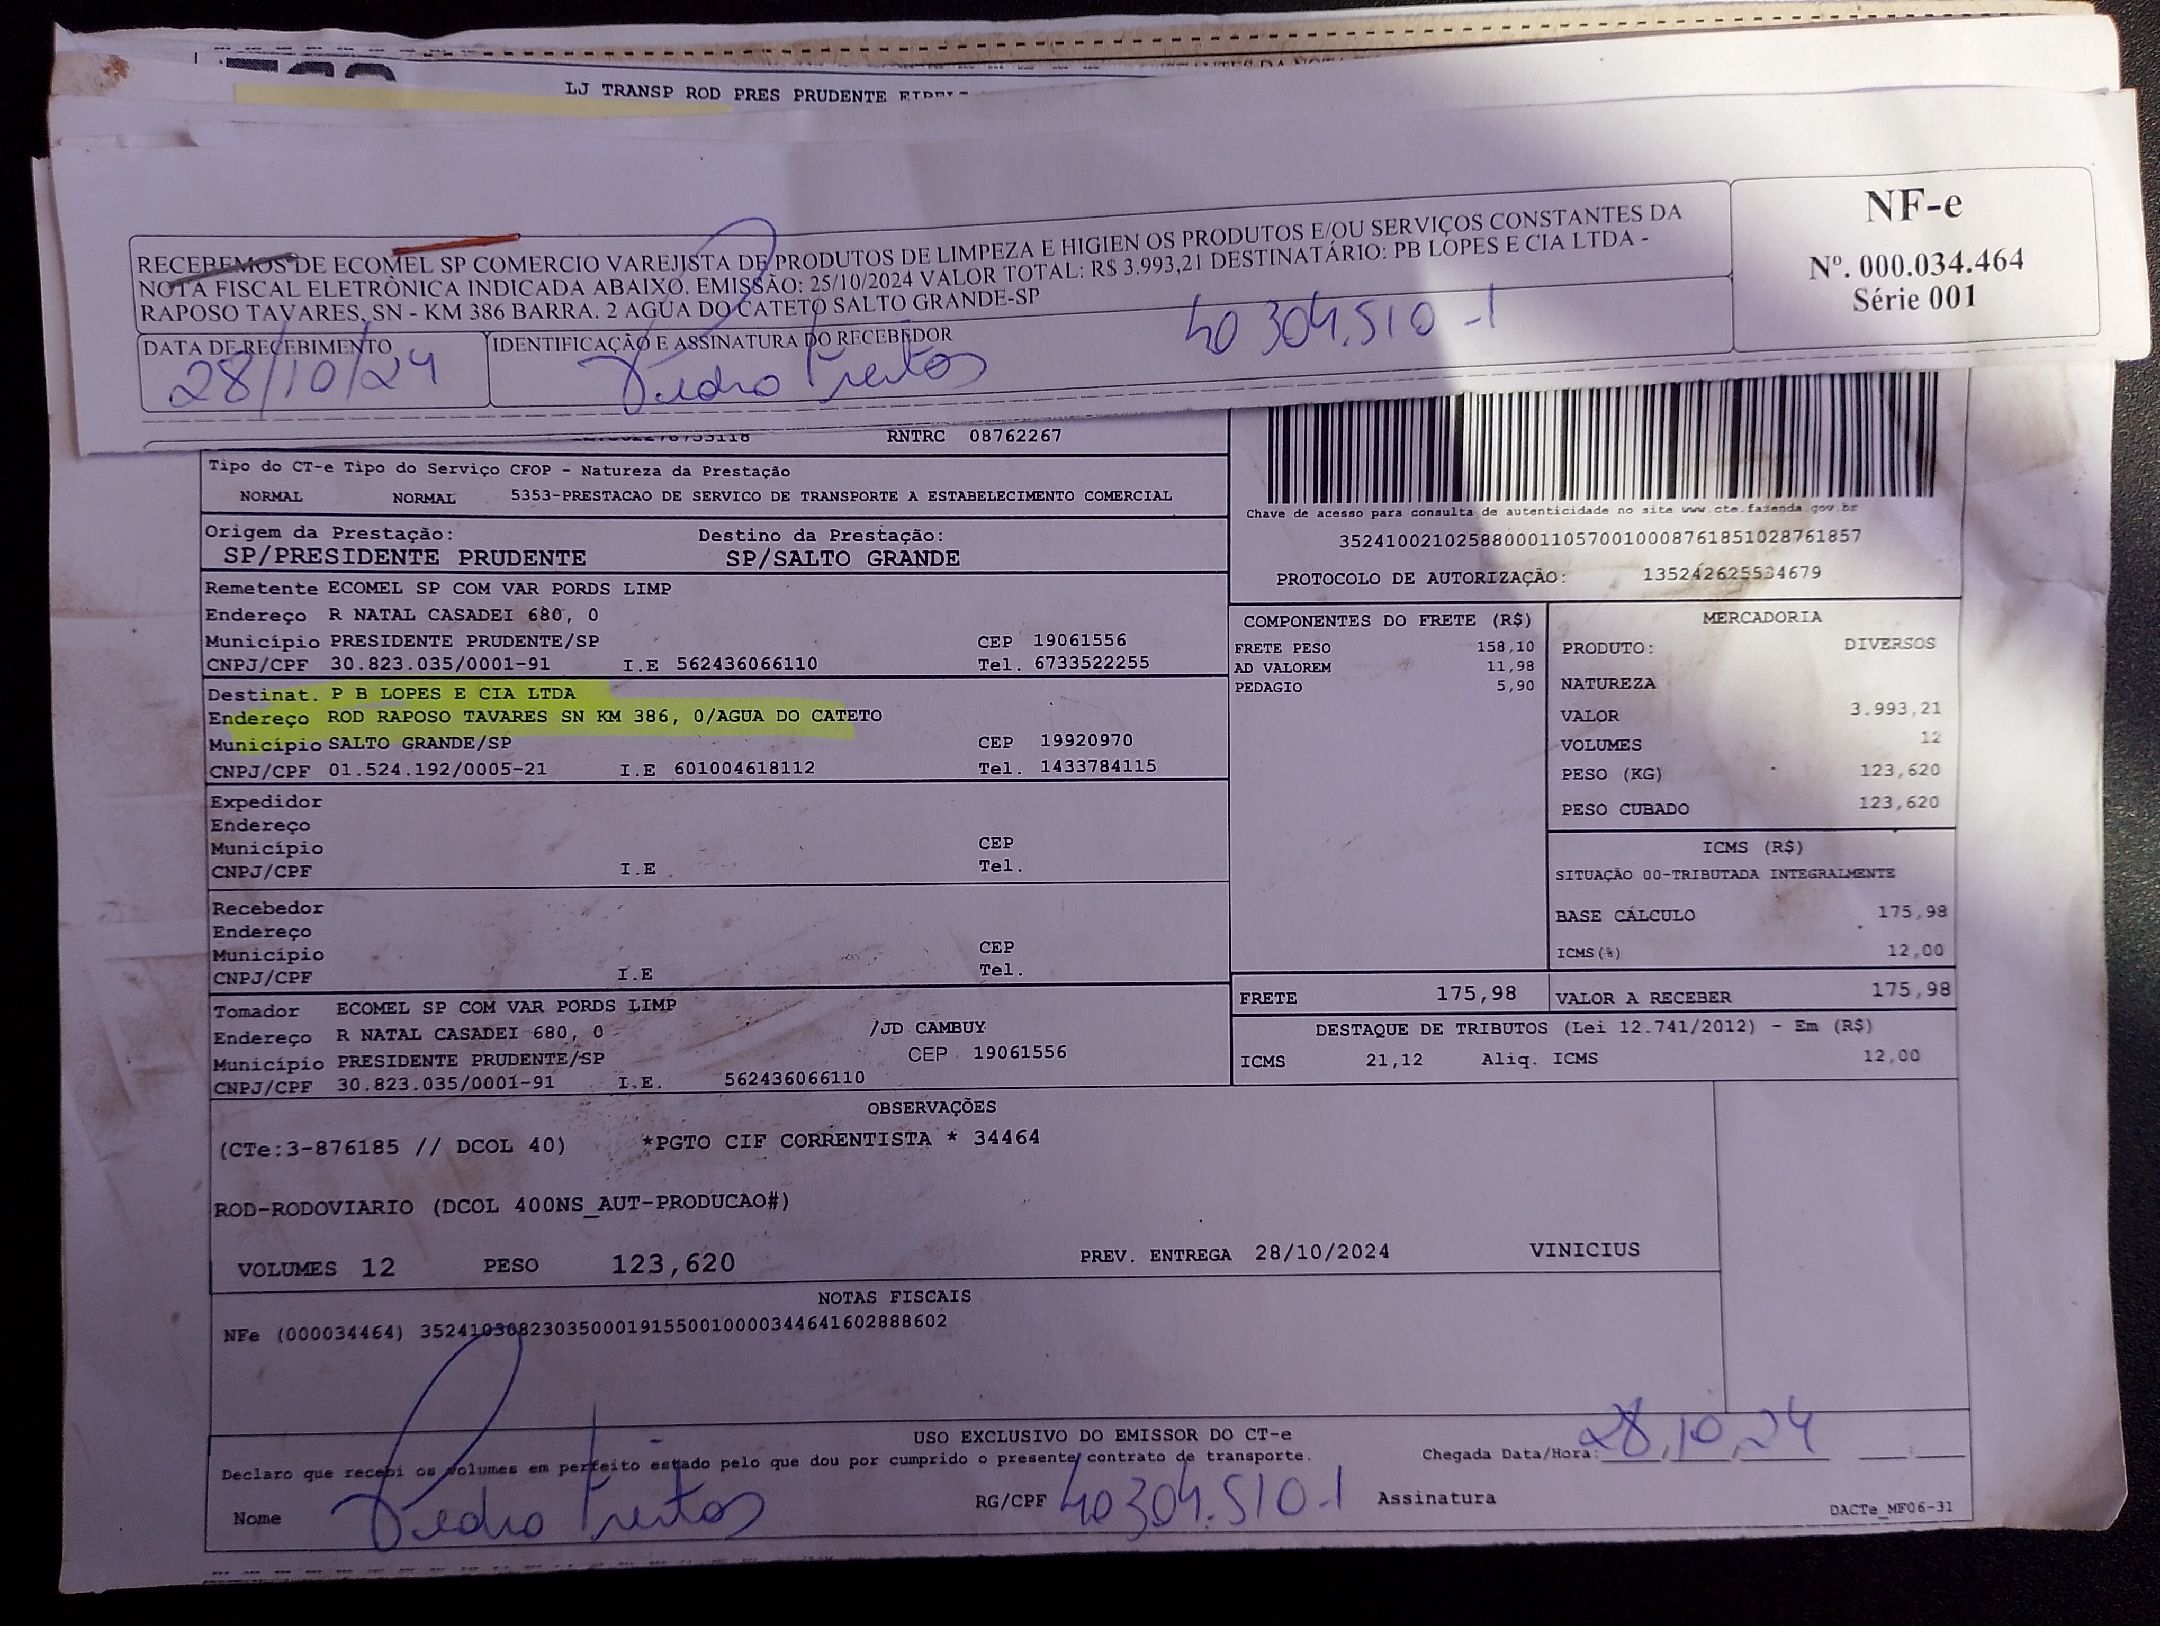 LJ TRANSP ROD PRES PRUDENTE
RECEBEMOS DE ECOMEL SP COMERCIO VAREJISTA DE PRODUTOS DE LIMPEZA E HIGIEN OS PRODUTOS E/OU SERVIÇOS CONSTANTES DA
NOTA FISCAL ELETRÔNICA INDICADA ABAIXO. EMISSÃO: 25/10/2024 VALOR TOTAL: R$ 3.993,21 DESTINATÁRIO: PB LOPES E CIA LTDA -
RAPOSO TAVARES, SN - KM 386 BARRA. 2 AGUA DO CATETO SALTO GRANDE-SP
NF-e
Nº. 000.034.464
Série 001
DATA DE RECEBIMENTO
28/10/24
IDENTIFICAÇÃO E ASSINATURA DO RECEBEDOR
Pedro Freitas
40304.510-1
RNTRC 08762267
Tipo do CT-e Tipo do Serviço CFOP - Natureza da Prestação
NORMAL NORMAL 5353-PRESTACAO DE SERVICO DE TRANSPORTE A ESTABELECIMENTO COMERCIAL
Chave de acesso para consulta de autenticidade no site www.cte.fazenda.gov.br
35241002102588000110570010008761851028761857
PROTOCOLO DE AUTORIZAÇÃO: 135242625534679
Origem da Prestação: Destino da Prestação:
SP/PRESIDENTE PRUDENTE SP/SALTO GRANDE
Remetente ECOMEL SP COM VAR PORDS LIMP
Endereço R NATAL CASADEI 680, 0
Município PRESIDENTE PRUDENTE/SP CEP 19061556
CNPJ/CPF 30.823.035/0001-91 I.E 562436066110 Tel. 6733522255
Destinat. P B LOPES E CIA LTDA
Endereço ROD RAPOSO TAVARES SN KM 386, 0/AGUA DO CATETO
Município SALTO GRANDE/SP CEP 19920970
CNPJ/CPF 01.524.192/0005-21 I.E 601004618112 Tel. 1433784115
Expedidor
Endereço
Município CEP
CNPJ/CPF I.E Tel.
Recebedor
Endereço
Município CEP
CNPJ/CPF I.E Tel.
Tomador ECOMEL SP COM VAR PORDS LIMP
Endereço R NATAL CASADEI 680, 0 /JD CAMBUY
Município PRESIDENTE PRUDENTE/SP CEP 19061556
CNPJ/CPF 30.823.035/0001-91 I.E. 562436066110
COMPONENTES DO FRETE (R$)
FRETE PESO 158,10
AD VALOREM 11,98
PEDAGIO 5,90
MERCADORIA
PRODUTO: DIVERSOS
NATUREZA
VALOR 3.993,21
VOLUMES 12
PESO (KG) 123,620
PESO CUBADO 123,620
ICMS (R$)
SITUAÇÃO 00-TRIBUTADA INTEGRALMENTE
BASE CÁLCULO 175,98
ICMS(%) 12,00
FRETE 175,98 VALOR A RECEBER 175,98
DESTAQUE DE TRIBUTOS (Lei 12.741/2012) - Em (R$)
ICMS 21,12 Aliq. ICMS 12,00
OBSERVAÇÕES
(CTe:3-876185 // DCOL 40) *PGTO CIF CORRENTISTA * 34464
ROD-RODOVIARIO (DCOL 400NS_AUT-PRODUCAO#)
VOLUMES 12 PESO 123,620 PREV. ENTREGA 28/10/2024 VINICIUS
NOTAS FISCAIS
NFe (000034464) 35241030823035000191550010000344641602888602
USO EXCLUSIVO DO EMISSOR DO CT-e
Declaro que recebi os volumes em perfeito estado pelo que dou por cumprido o presente contrato de transporte.
Chegada Data/Hora: 28,10,24
Nome Pedro Freitas RG/CPF 40304.510-1 Assinatura
DACTe_MF06-31